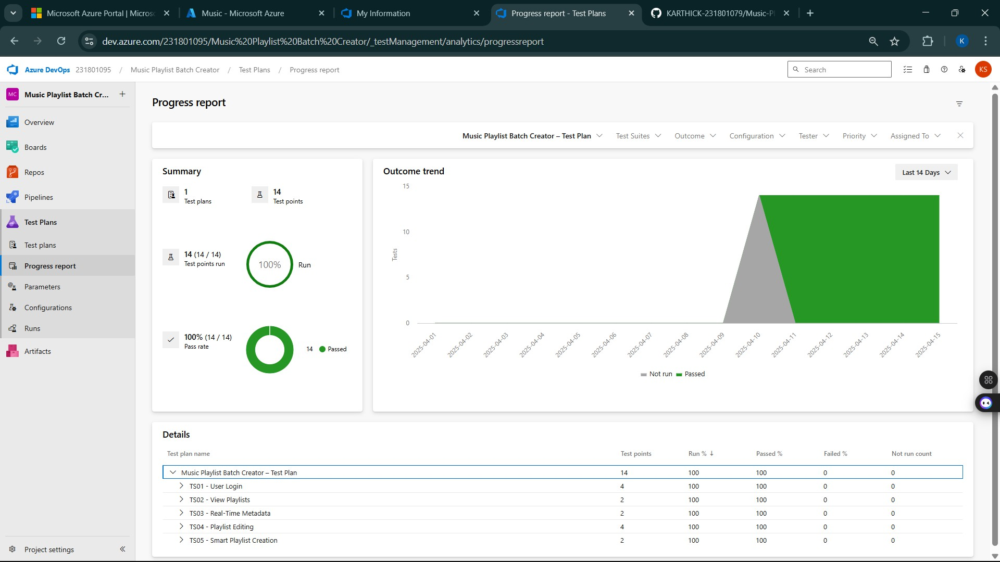 Microsoft Azure Portal | Micros
Music - Microsoft Azure
My Information
Progress report - Test Plans
KARTHICK-231801079/Music-Pl
dev.azure.com/231801095/Music%20Playlist%20Batch%20Creator/_testManagement/analytics/progressreport
K
Azure DevOps 231801095 / Music Playlist Batch Creator / Test Plans / Progress report
Search
KS
MC Music Playlist Batch Cr...
Overview
Boards
Repos
Pipelines
Test Plans
Test plans
Progress report
Parameters
Configurations
Runs
Artifacts
Project settings
Progress report
Music Playlist Batch Creator – Test Plan Test Suites Outcome Configuration Tester Priority Assigned To
Summary
1
Test plans
14
Test points
14 (14 / 14)
Test points run
100%
Run
100% (14 / 14)
Pass rate
14 Passed
Outcome trend
Last 14 Days
15
10
5
0
Tests
2025-04-01 2025-04-02 2025-04-03 2025-04-04 2025-04-05 2025-04-06 2025-04-07 2025-04-08 2025-04-09 2025-04-10 2025-04-11 2025-04-12 2025-04-13 2025-04-14 2025-04-15
Not run Passed
Details
Test plan name Test points Run % Passed % Failed % Not run count
Music Playlist Batch Creator – Test Plan 14 100 100 0 0
TS01 - User Login 4 100 100 0 0
TS02 - View Playlists 2 100 100 0 0
TS03 - Real-Time Metadata 2 100 100 0 0
TS04 - Playlist Editing 4 100 100 0 0
TS05 - Smart Playlist Creation 2 100 100 0 0